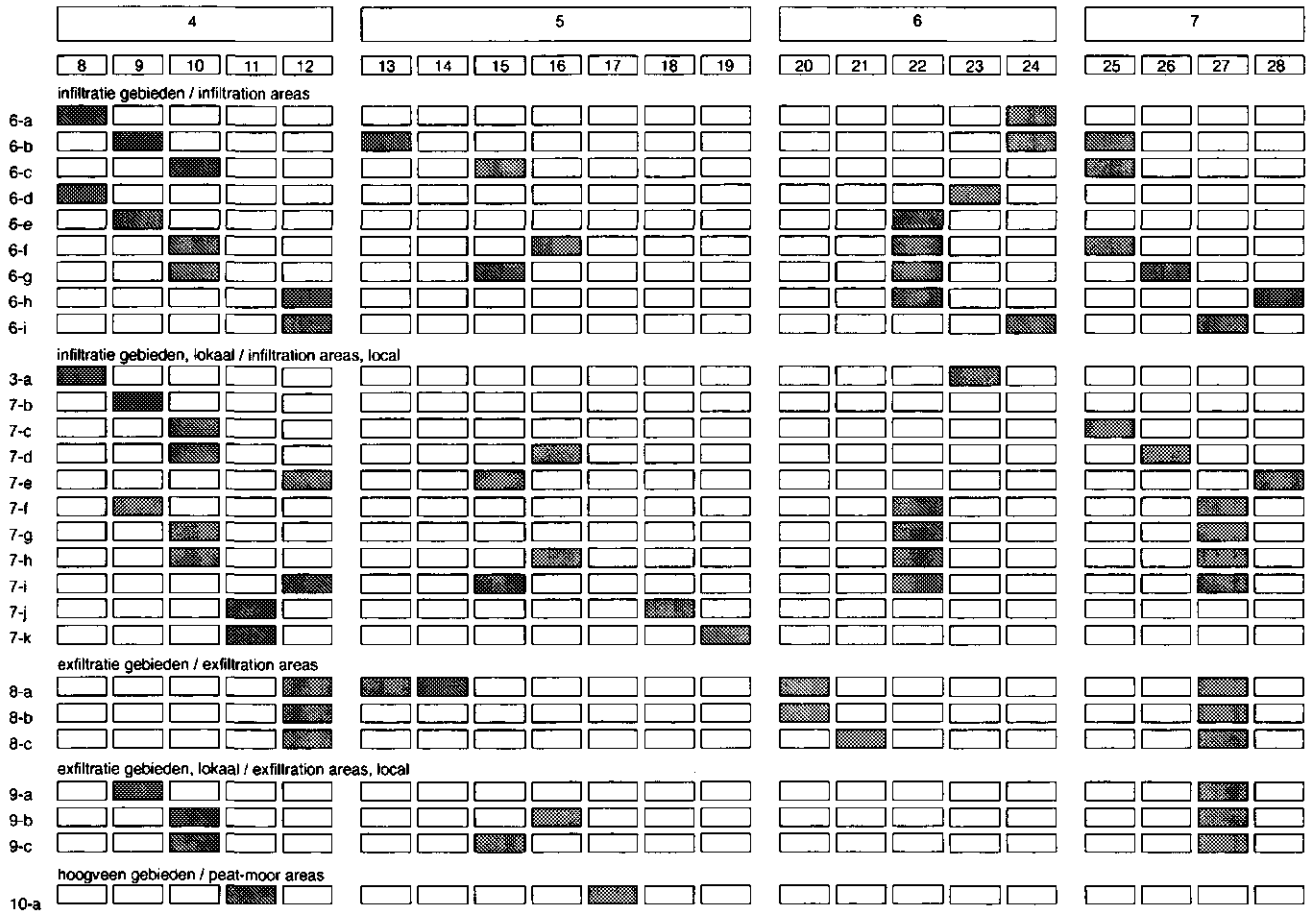 4 5 6 7
8 9 10 11 12 13 14 15 16 17 18 19 20 21 22 23 24 25 26 27 28
infiltratie gebieden / infiltration areas
6-a
6-b
6-c
6-d
6-e
6-f
6-g
6-h
6-i
infiltratie gebieden, lokaal / infiltration areas, local
3-a
7-b
7-c
7-d
7-e
7-f
7-g
7-h
7-i
7-j
7-k
exfiltratie gebieden / exfiltration areas
8-a
8-b
8-c
exfiltratie gebieden, lokaal / exfiltration areas, local
9-a
9-b
9-c
hoogveen gebieden / peat-moor areas
10-a